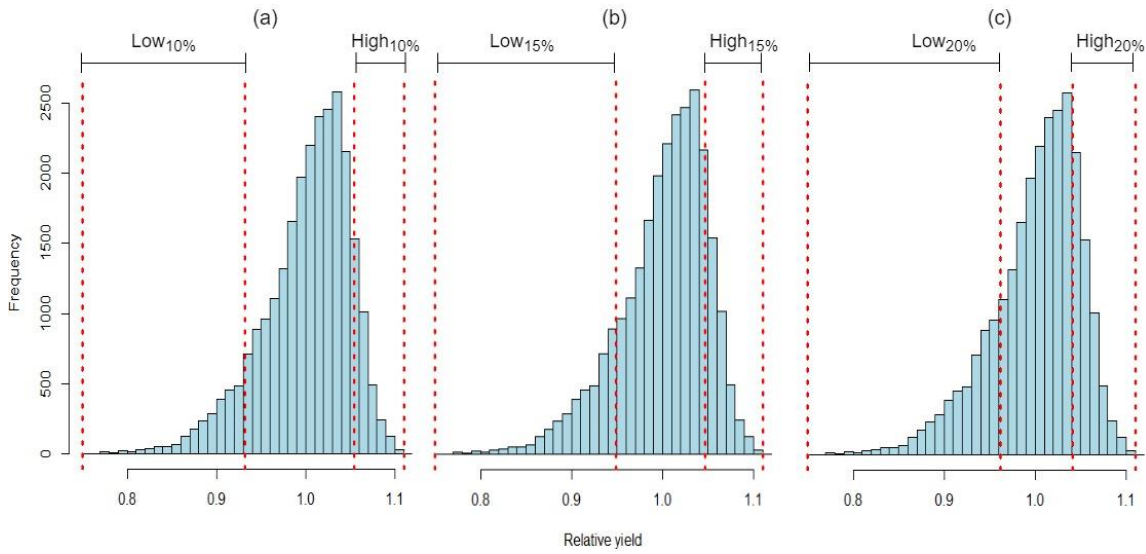 (a) (b) (c)
Low10% High10% Low15% High15% Low20% High20%
2500
2000
1500
1000
500
0
Frequency
0.8 0.9 1.0 1.1 0.8 0.9 1.0 1.1 0.8 0.9 1.0 1.1
Relative yield